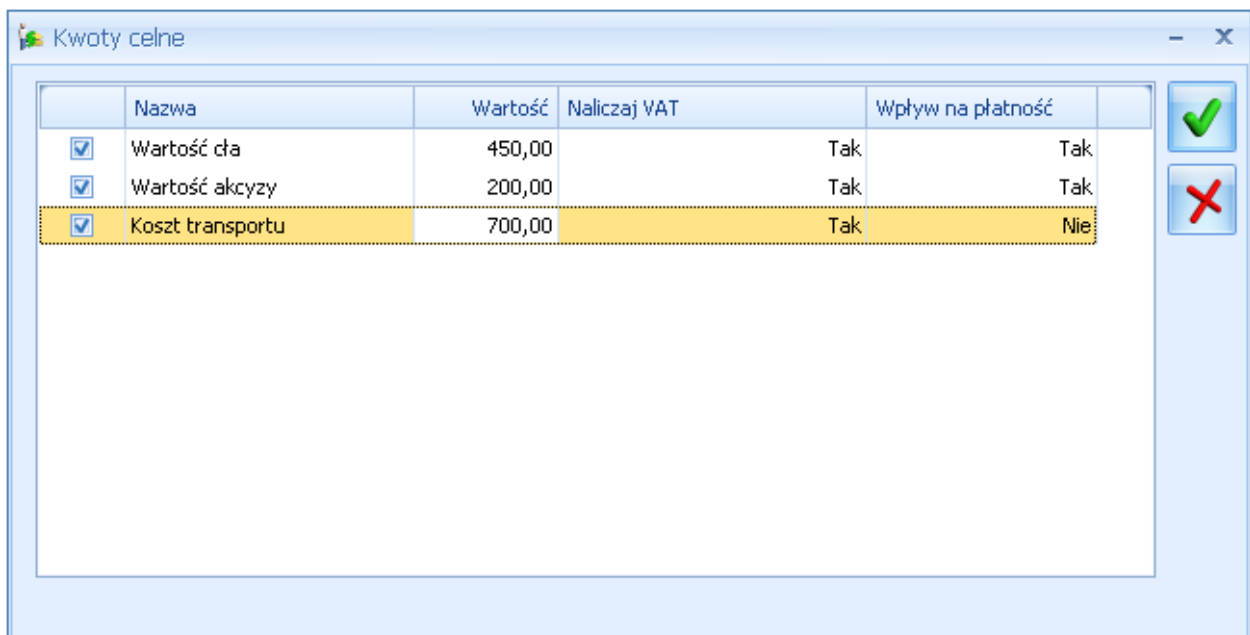 Kwoty celne
Nazwa Wartość Naliczaj VAT Wpływ na płatność
Wartość cła 450,00 Tak Tak
Wartość akcyzy 200,00 Tak Tak
Koszt transportu 700,00 Tak Nie